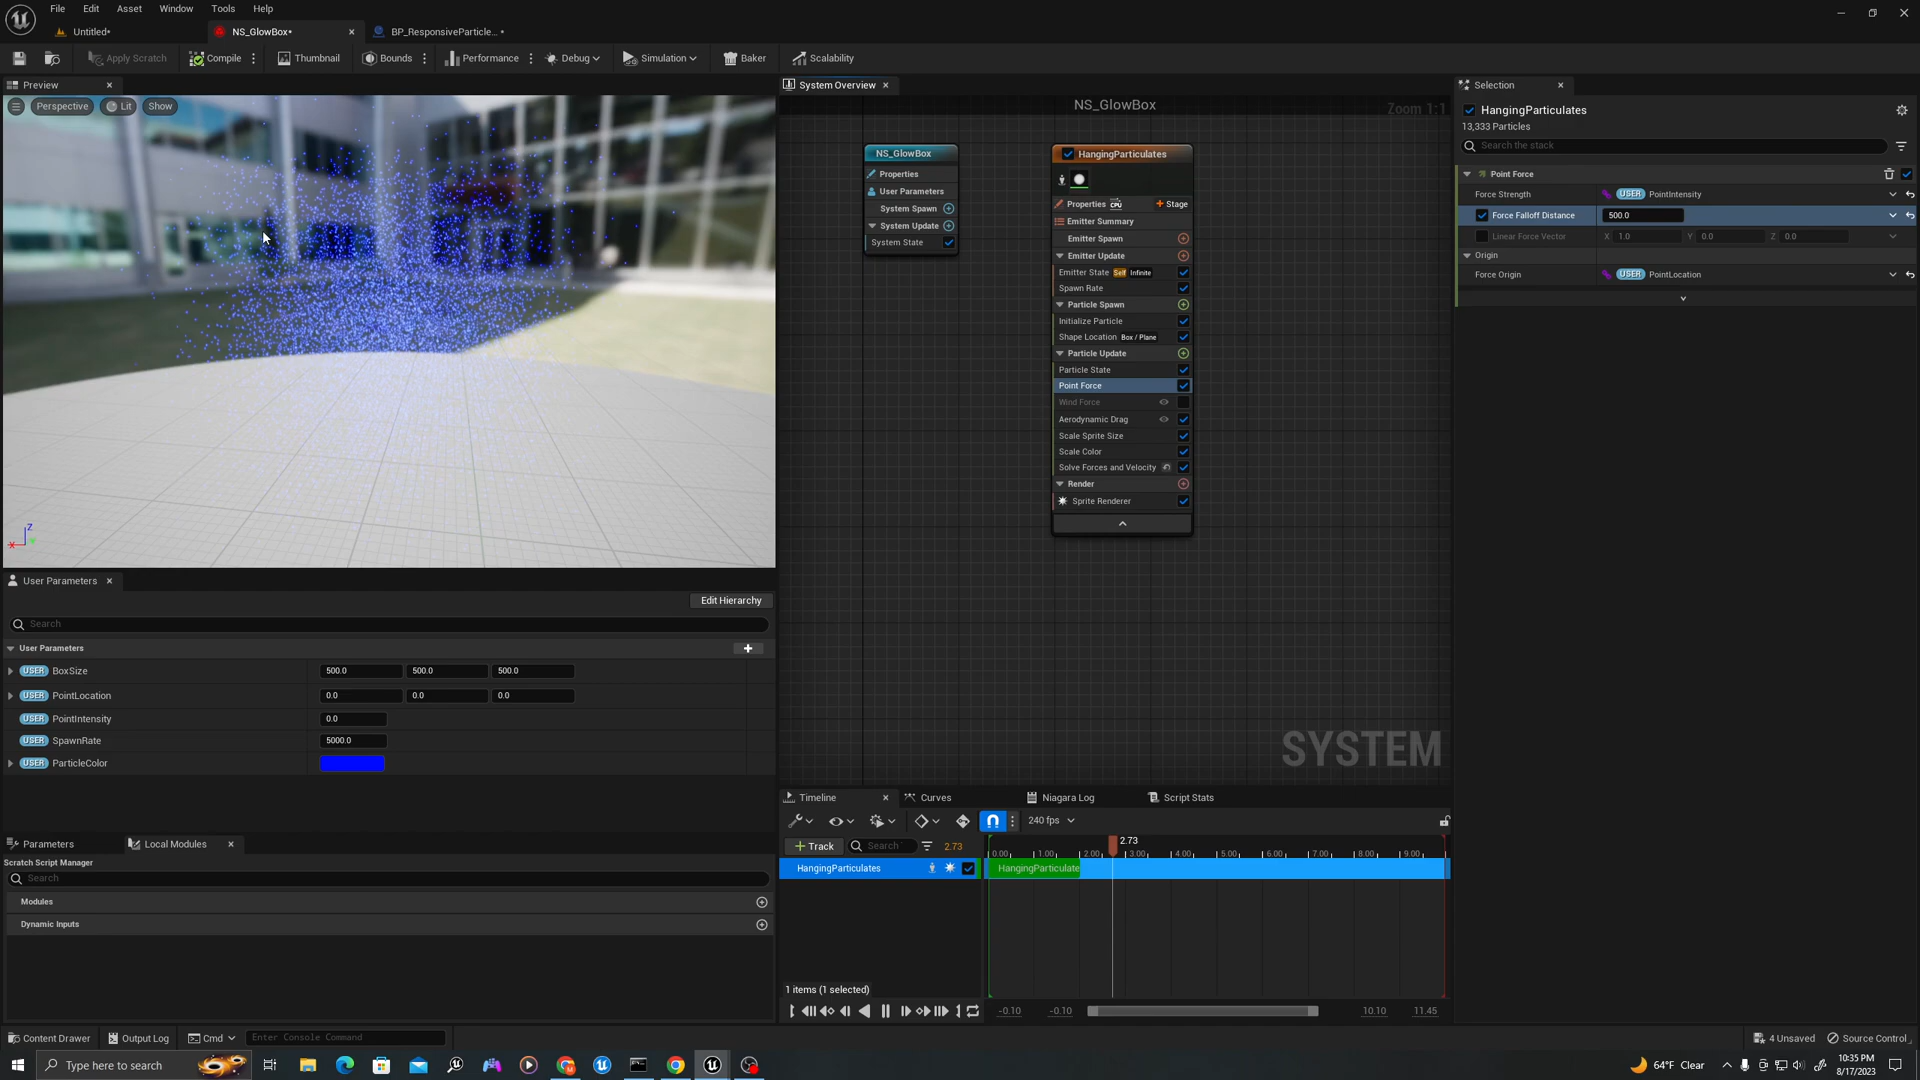 File Edit Asset Window Tools Help
Untitled* NS_GlowBox* BP_ResponsiveParticle... *
Apply Scratch Compile Thumbnail Bounds Performance Debug Simulation Baker Scalability
Preview
Perspective Lit Show
Z
X
User Parameters
Edit Hierarchy
Search
User Parameters
USER BoxSize 500.0 500.0 500.0
USER PointLocation 0.0 0.0 0.0
USER PointIntensity 0.0
USER SpawnRate 5000.0
USER ParticleColor
Parameters Local Modules
Scratch Script Manager
Search
Modules
Dynamic Inputs
System Overview
NS_GlowBox
Zoom 1:1
NS_GlowBox
Properties
User Parameters
System Spawn
System Update
System State
HangingParticulates
Properties CPU Stage
Emitter Summary
Emitter Spawn
Emitter Update
Emitter State Self Infinite
Spawn Rate
Particle Spawn
Initialize Particle
Shape Location Box / Plane
Particle Update
Particle State
Point Force
Wind Force
Aerodynamic Drag
Scale Sprite Size
Scale Color
Solve Forces and Velocity
Render
Sprite Renderer
SYSTEM
Timeline Curves Niagara Log Script Stats
240 fps
2.73
+ Track Search 2.73
0.00 1.00 2.00 3.00 4.00 5.00 6.00 7.00 8.00 9.00
HangingParticulates HangingParticulate
1 items (1 selected)
-0.10 -0.10 10.10 11.45
Selection
HangingParticulates
13,333 Particles
Search the stack
Point Force
Force Strength USER PointIntensity
Force Falloff Distance 500.0
Linear Force Vector X 1.0 Y 0.0 Z 0.0
Origin
Force Origin USER PointLocation
Content Drawer Output Log Cmd Enter Console Command 4 Unsaved Source Control
Type here to search 64°F Clear 10:35 PM
8/17/2023